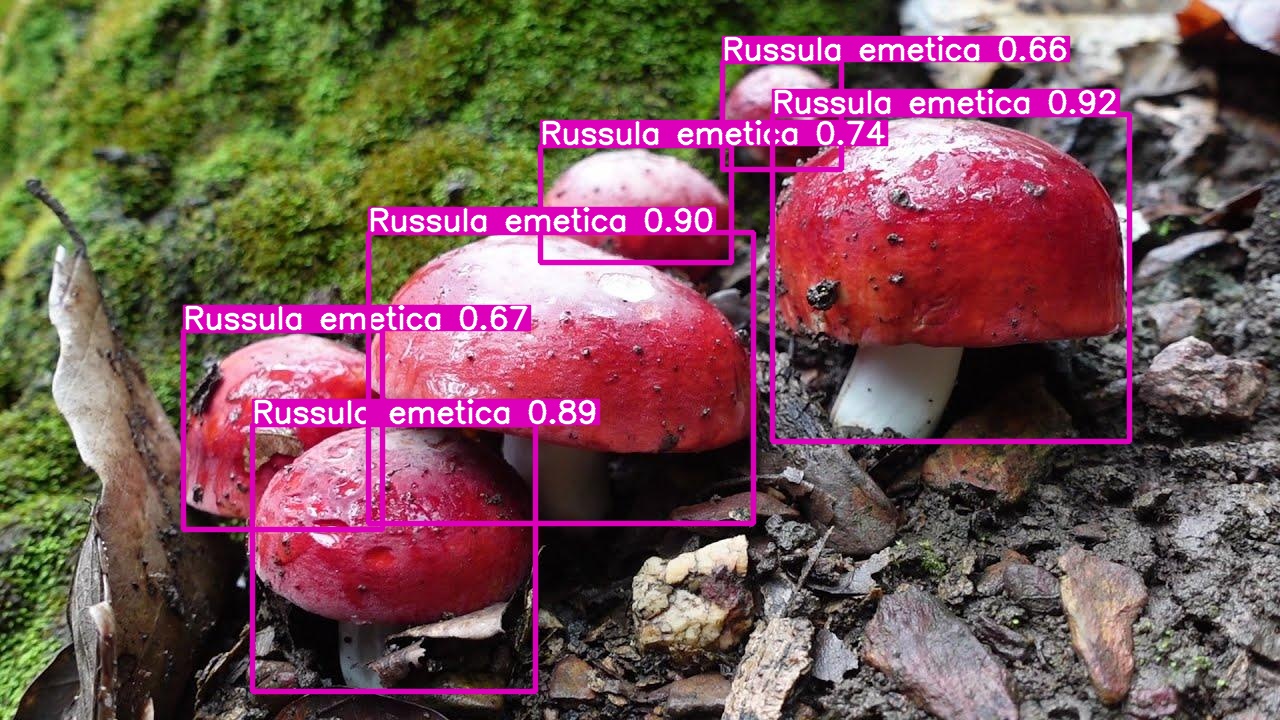 Russula emetica 0.66
Russula emetica 0.92
Russula emetica 0.74
Russula emetica 0.90
Russula emetica 0.67
Russula emetica 0.89